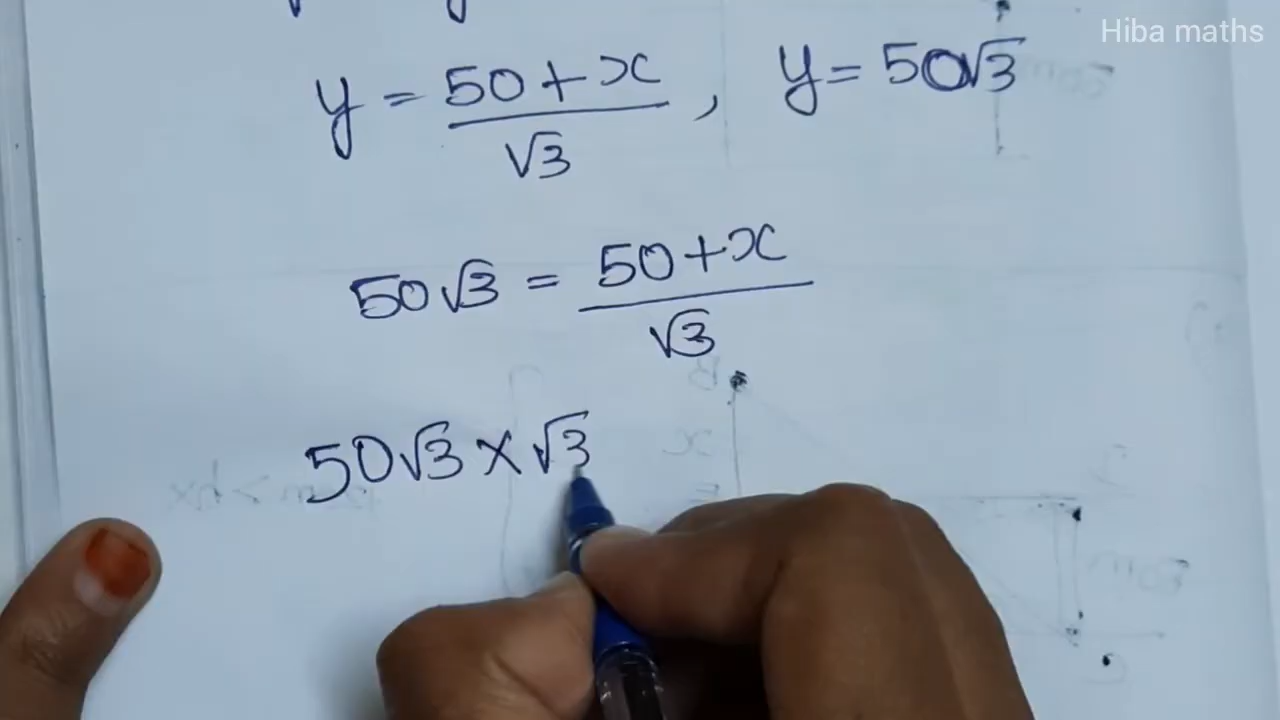 Hiba maths
y = 50+x/√3 , y = 50√3
50√3 = 50+x/√3
50√3 × √3